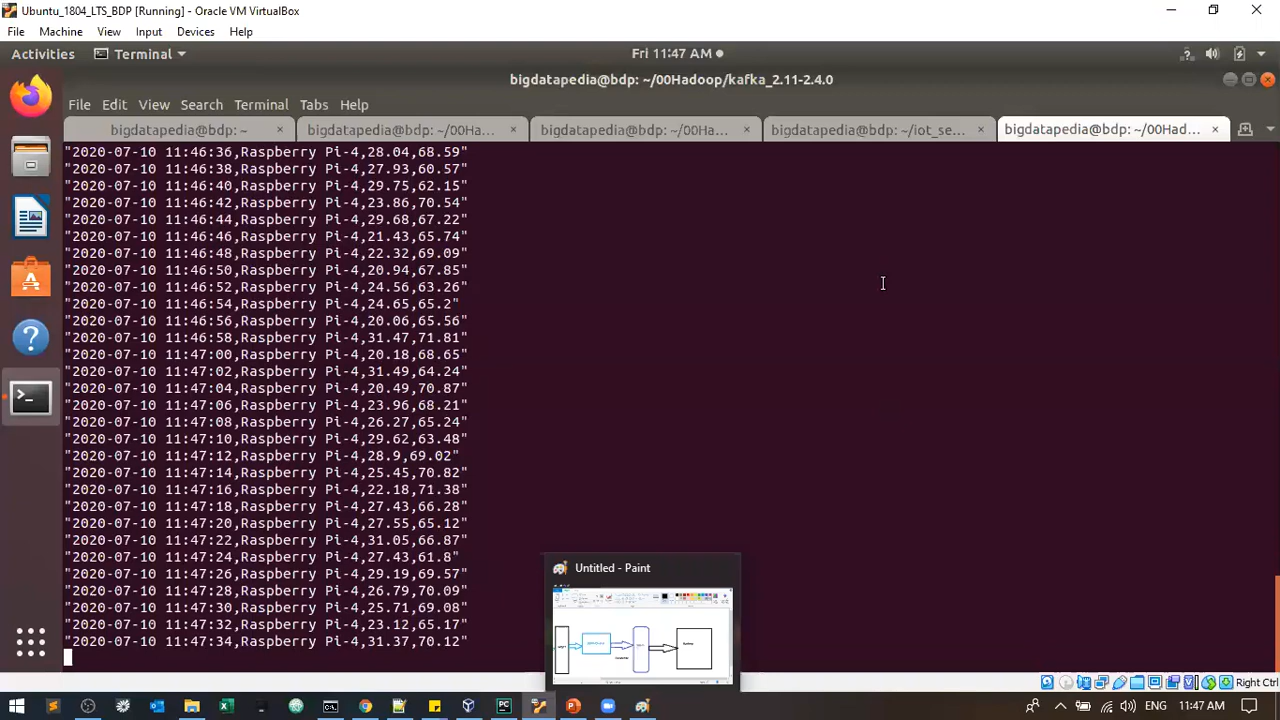 Ubuntu_1804_LTS_BDP [Running] - Oracle VM VirtualBox
File Machine View Input Devices Help
Activities Terminal Fri 11:47 AM
bigdatapedia@bdp: ~/00Hadoop/kafka_2.11-2.4.0
File Edit View Search Terminal Tabs Help
bigdatapedia@bdp: ~ × bigdatapedia@bdp: ~/00Ha... × bigdatapedia@bdp: ~/00Ha... × bigdatapedia@bdp: ~/iot_se... × bigdatapedia@bdp: ~/00Had... ×
"2020-07-10 11:46:36,Raspberry Pi-4,28.04,68.59"
"2020-07-10 11:46:38,Raspberry Pi-4,27.93,60.57"
"2020-07-10 11:46:40,Raspberry Pi-4,29.75,62.15"
"2020-07-10 11:46:42,Raspberry Pi-4,23.86,70.54"
"2020-07-10 11:46:44,Raspberry Pi-4,29.68,67.22"
"2020-07-10 11:46:46,Raspberry Pi-4,21.43,65.74"
"2020-07-10 11:46:48,Raspberry Pi-4,22.32,69.09"
"2020-07-10 11:46:50,Raspberry Pi-4,20.94,67.85"
"2020-07-10 11:46:52,Raspberry Pi-4,24.56,63.26"
"2020-07-10 11:46:54,Raspberry Pi-4,24.65,65.2"
"2020-07-10 11:46:56,Raspberry Pi-4,20.06,65.56"
"2020-07-10 11:46:58,Raspberry Pi-4,31.47,71.81"
"2020-07-10 11:47:00,Raspberry Pi-4,20.18,68.65"
"2020-07-10 11:47:02,Raspberry Pi-4,31.49,64.24"
"2020-07-10 11:47:04,Raspberry Pi-4,20.49,70.87"
"2020-07-10 11:47:06,Raspberry Pi-4,23.96,68.21"
"2020-07-10 11:47:08,Raspberry Pi-4,26.27,65.24"
"2020-07-10 11:47:10,Raspberry Pi-4,29.62,63.48"
"2020-07-10 11:47:12,Raspberry Pi-4,28.9,69.02"
"2020-07-10 11:47:14,Raspberry Pi-4,25.45,70.82"
"2020-07-10 11:47:16,Raspberry Pi-4,22.18,71.38"
"2020-07-10 11:47:18,Raspberry Pi-4,27.43,66.28"
"2020-07-10 11:47:20,Raspberry Pi-4,27.55,65.12"
"2020-07-10 11:47:22,Raspberry Pi-4,31.05,66.87"
"2020-07-10 11:47:24,Raspberry Pi-4,27.43,61.8"
"2020-07-10 11:47:26,Raspberry Pi-4,29.19,69.57"
"2020-07-10 11:47:28,Raspberry Pi-4,26.79,70.09"
"2020-07-10 11:47:30,Raspberry Pi-4,25.71,69.08"
"2020-07-10 11:47:32,Raspberry Pi-4,23.12,65.17"
"2020-07-10 11:47:34,Raspberry Pi-4,31.37,70.12"
Untitled - Paint
Right Ctrl
ENG 11:47 AM